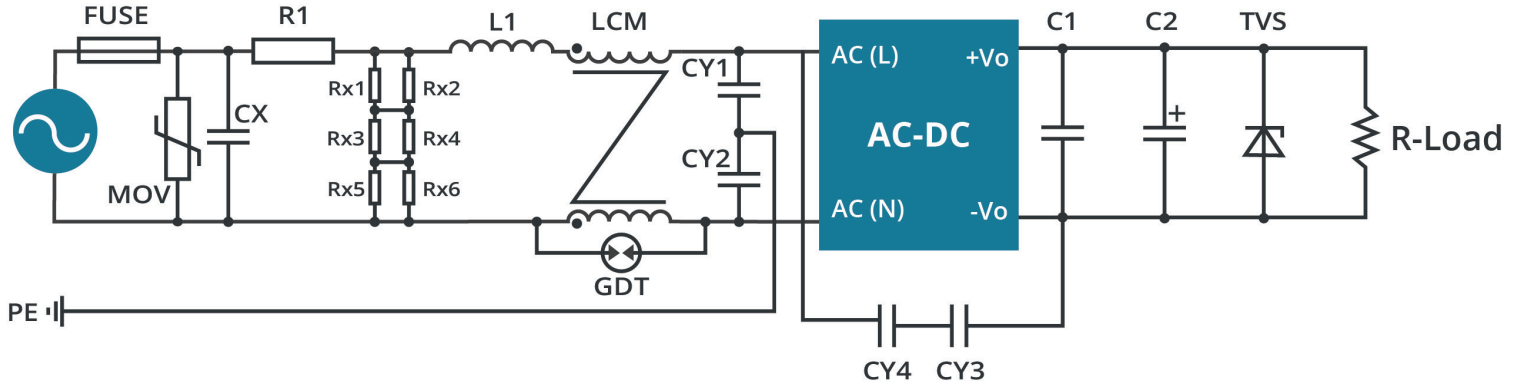 FUSE
R1
L1
LCM
C1
C2
TVS
AC (L)
+Vo
CY1
Rx1
Rx2
CX
+
Rx3
Rx4
AC-DC
R-Load
CY2
MOV
Rx5
Rx6
AC (N)
-Vo
GDT
PE
CY4
CY3